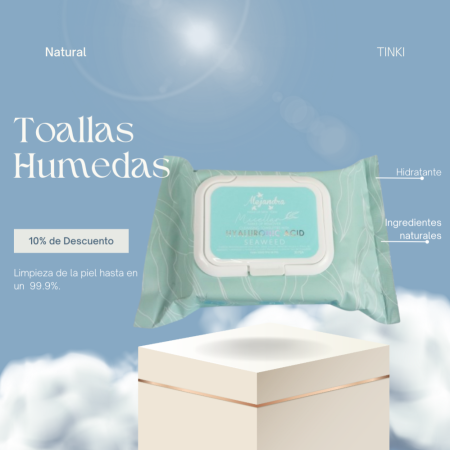 Natural
TINKI
Toallas
Humedas
Hidratante
Ingredientes
naturales
10% de Descuento
Limpieza de la piel hasta en
un 99.9%.
HYALURONIC ACID
SEAWEED